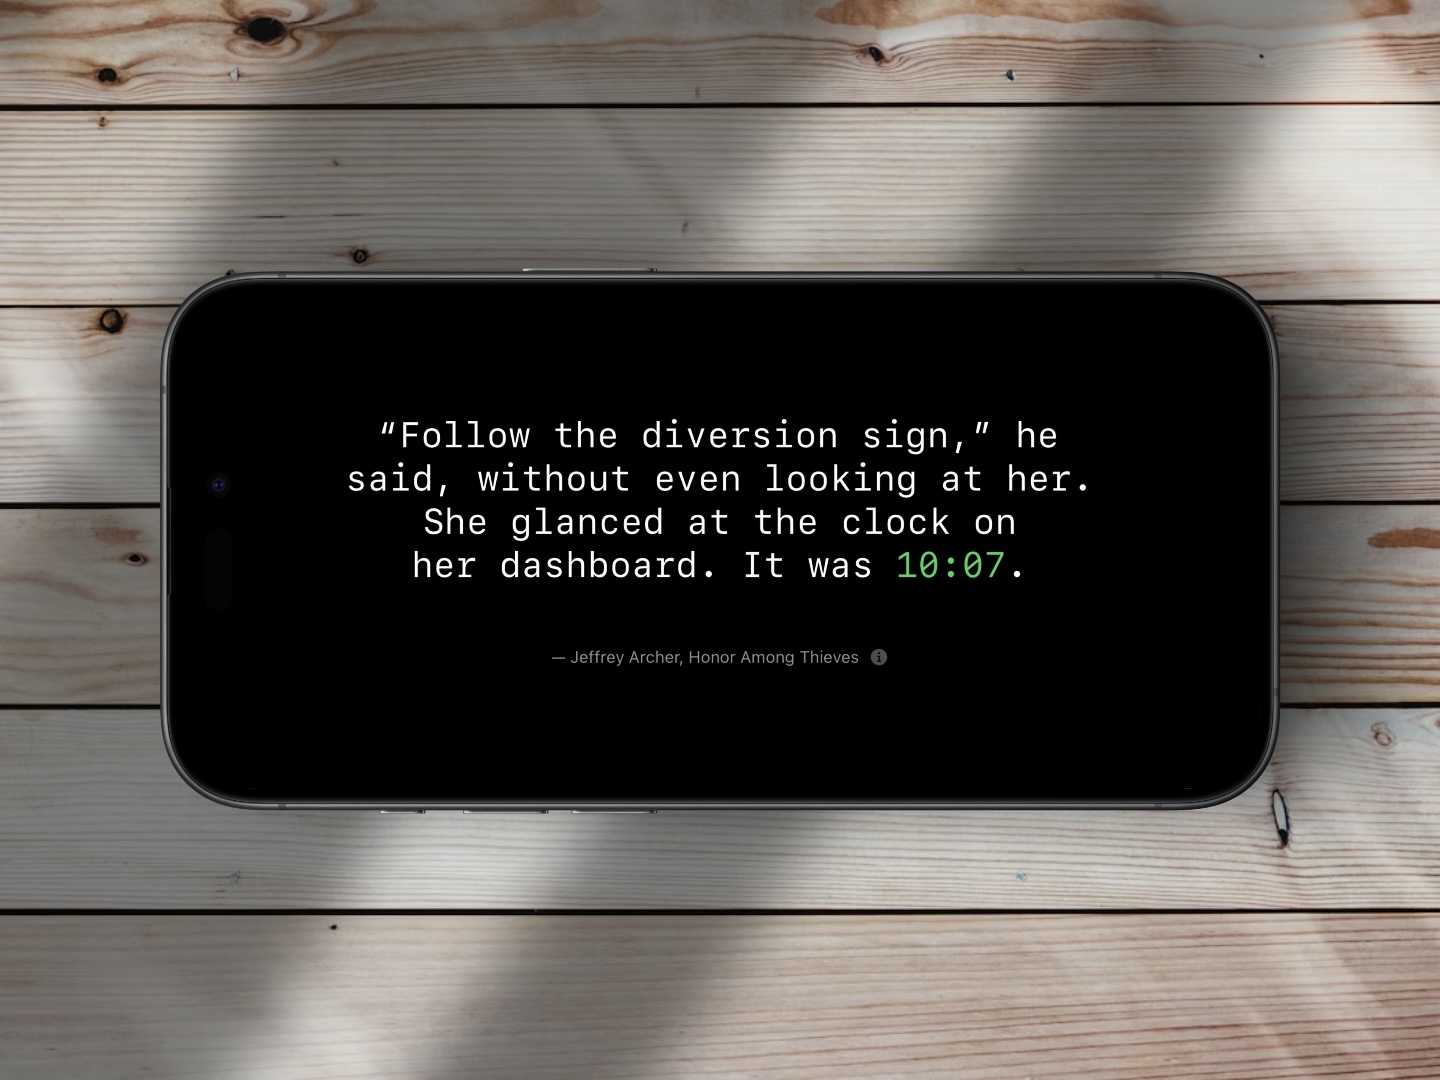 “Follow the diversion sign,” he
said, without even looking at her.
She glanced at the clock on
her dashboard. It was 10:07.
— Jeffrey Archer, Honor Among Thieves